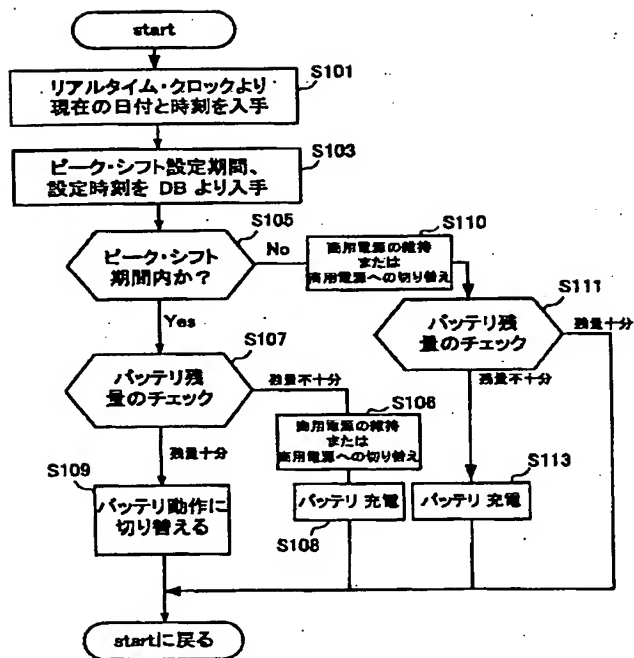 start
S101
リアルタイム・クロックより
現在の日付と時刻を入手
S103
ピーク・シフト設定期間、
設定時刻を DB より入手
S105
ピーク・シフト
期間内か？
No
S110
商用電源の維持
または
商用電源への切り替え
S111
バッテリ残
量のチェック
残量十分
残量不十分
Yes
S107
バッテリ残
量のチェック
残量不十分
S106
商用電源の維持
または
商用電源への切り替え
残量十分
S109
バッテリ動作に
切り替える
バッテリ 充電
S108
S113
バッテリ 充電
startに戻る